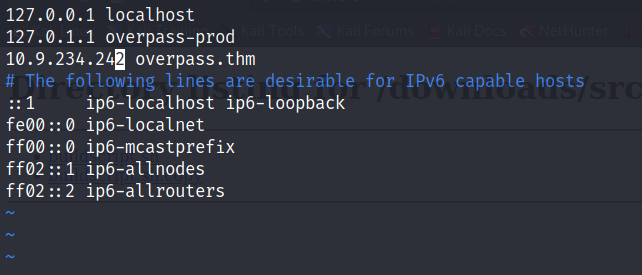 127.0.0.1 localhost
127.0.1.1 overpass-prod
10.9.234.242 overpass.thm
# The following lines are desirable for IPv6 capable hosts
::1     ip6-localhost ip6-loopback
fe00::0 ip6-localnet
ff00::0 ip6-mcastprefix
ff02::1 ip6-allnodes
ff02::2 ip6-allrouters
~
~
~